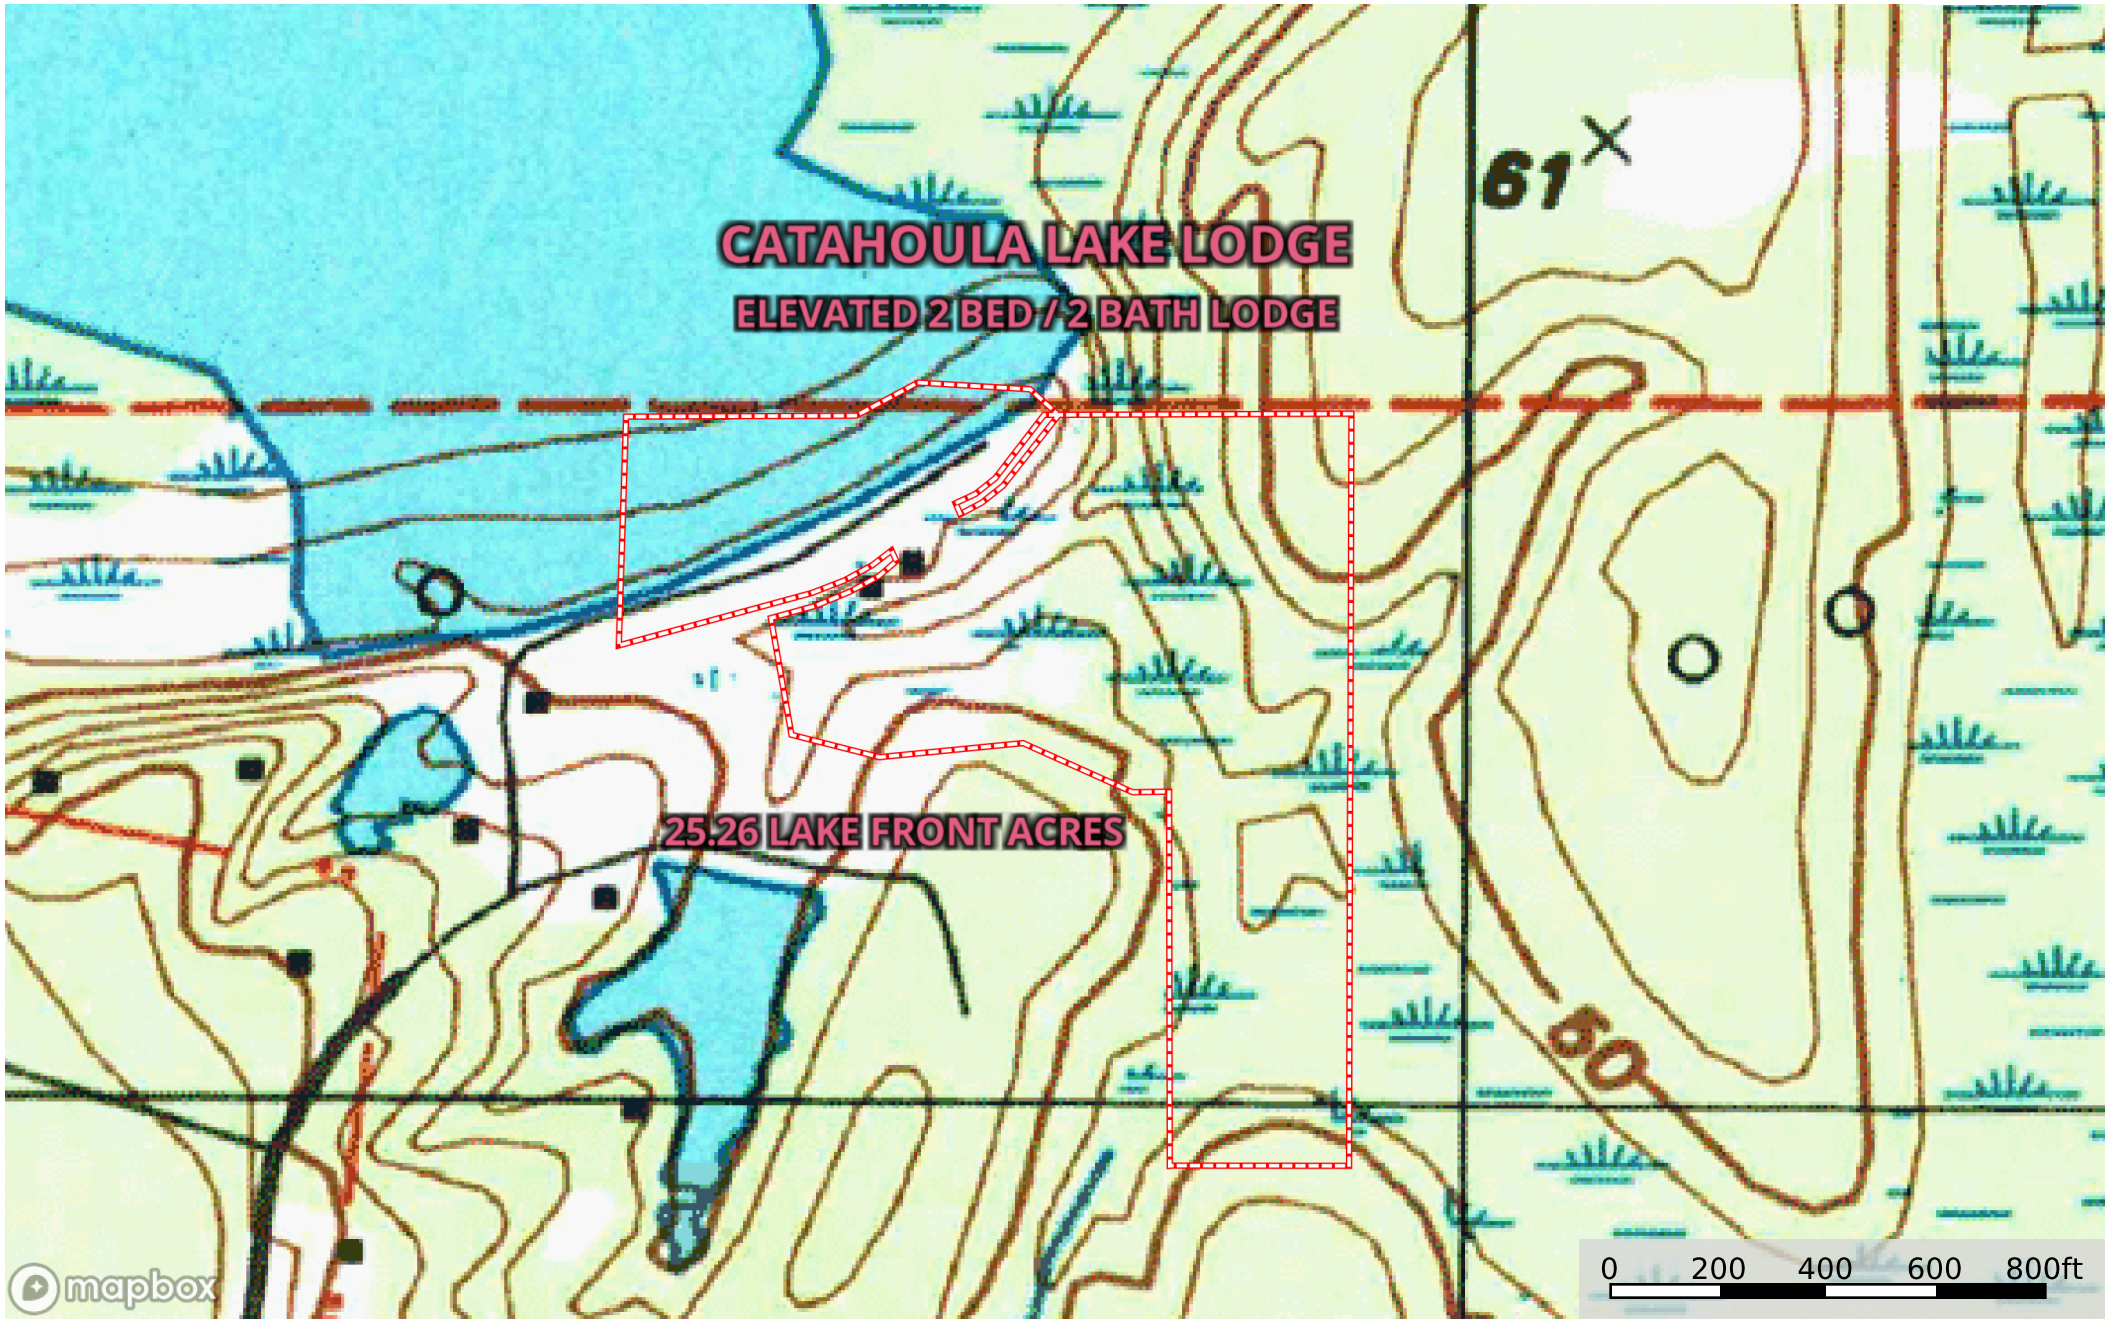 61
CATAHOULA LAKE LODGE
ELEVATED 2 BED / 2 BATH LODGE
25.26 LAKE FRONT ACRES
50
0 200 400 600 800ft
mapbox